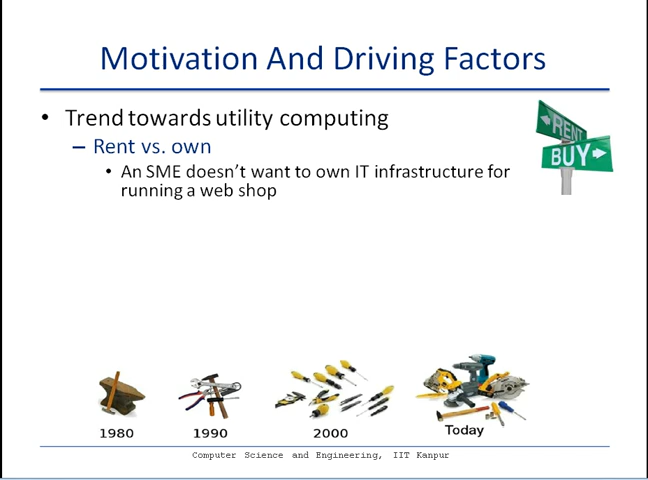 Motivation And Driving Factors
• Trend towards utility computing
– Rent vs. own
• An SME doesn't want to own IT infrastructure for
running a web shop
RENT
BUY
1980
1990
2000
Today
Computer Science and Engineering, IIT Kanpur